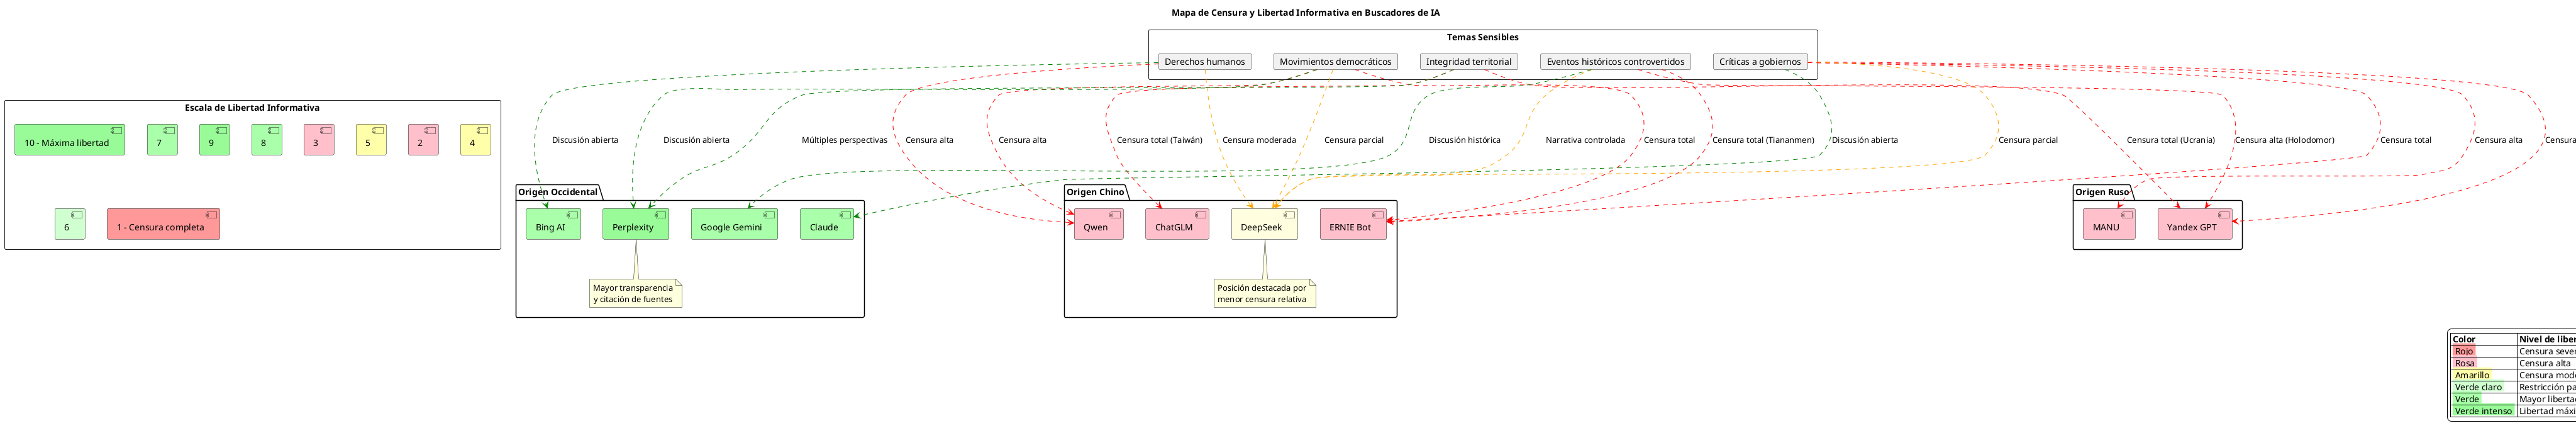 Mapa de Censura y Libertad Informativa en Buscadores de IA
Temas Sensibles
Derechos humanos
Movimientos democráticos
Integridad territorial
Eventos históricos controvertidos
Críticas a gobiernos
Escala de Libertad Informativa
10 - Máxima libertad
7
9
8
3
5
2
4
6
1 - Censura completa
Discusión abierta
Discusión abierta
Múltiples perspectivas
Censura alta
Censura alta
Censura total (Taiwán)
Censura moderada
Censura parcial
Discusión histórica
Narrativa controlada
Censura total
Censura total (Tiananmen)
Discusión abierta
Censura parcial
Censura total (Ucrania)
Censura alta (Holodomor)
Censura total
Censura alta
Censura
Origen Occidental
Bing AI
Perplexity
Google Gemini
Claude
Mayor transparencia
y citación de fuentes
Origen Chino
Qwen
ChatGLM
DeepSeek
ERNIE Bot
Posición destacada por
menor censura relativa
Origen Ruso
MANU
Yandex GPT
Color Nivel de liber
Rojo Censura seve
Rosa Censura alta
Amarillo Censura mod
Verde claro Restricción pa
Verde Mayor liberta
Verde intenso Libertad máxi